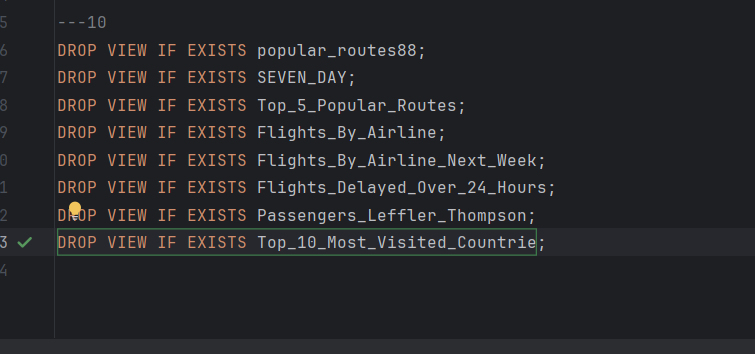 5 ---10
6 DROP VIEW IF EXISTS popular_routes88;
7 DROP VIEW IF EXISTS SEVEN_DAY;
8 DROP VIEW IF EXISTS Top_5_Popular_Routes;
9 DROP VIEW IF EXISTS Flights_By_Airline;
0 DROP VIEW IF EXISTS Flights_By_Airline_Next_Week;
1 DROP VIEW IF EXISTS Flights_Delayed_Over_24_Hours;
2 DROP VIEW IF EXISTS Passengers_Leffler_Thompson;
3 DROP VIEW IF EXISTS Top_10_Most_Visited_Countrie;
4